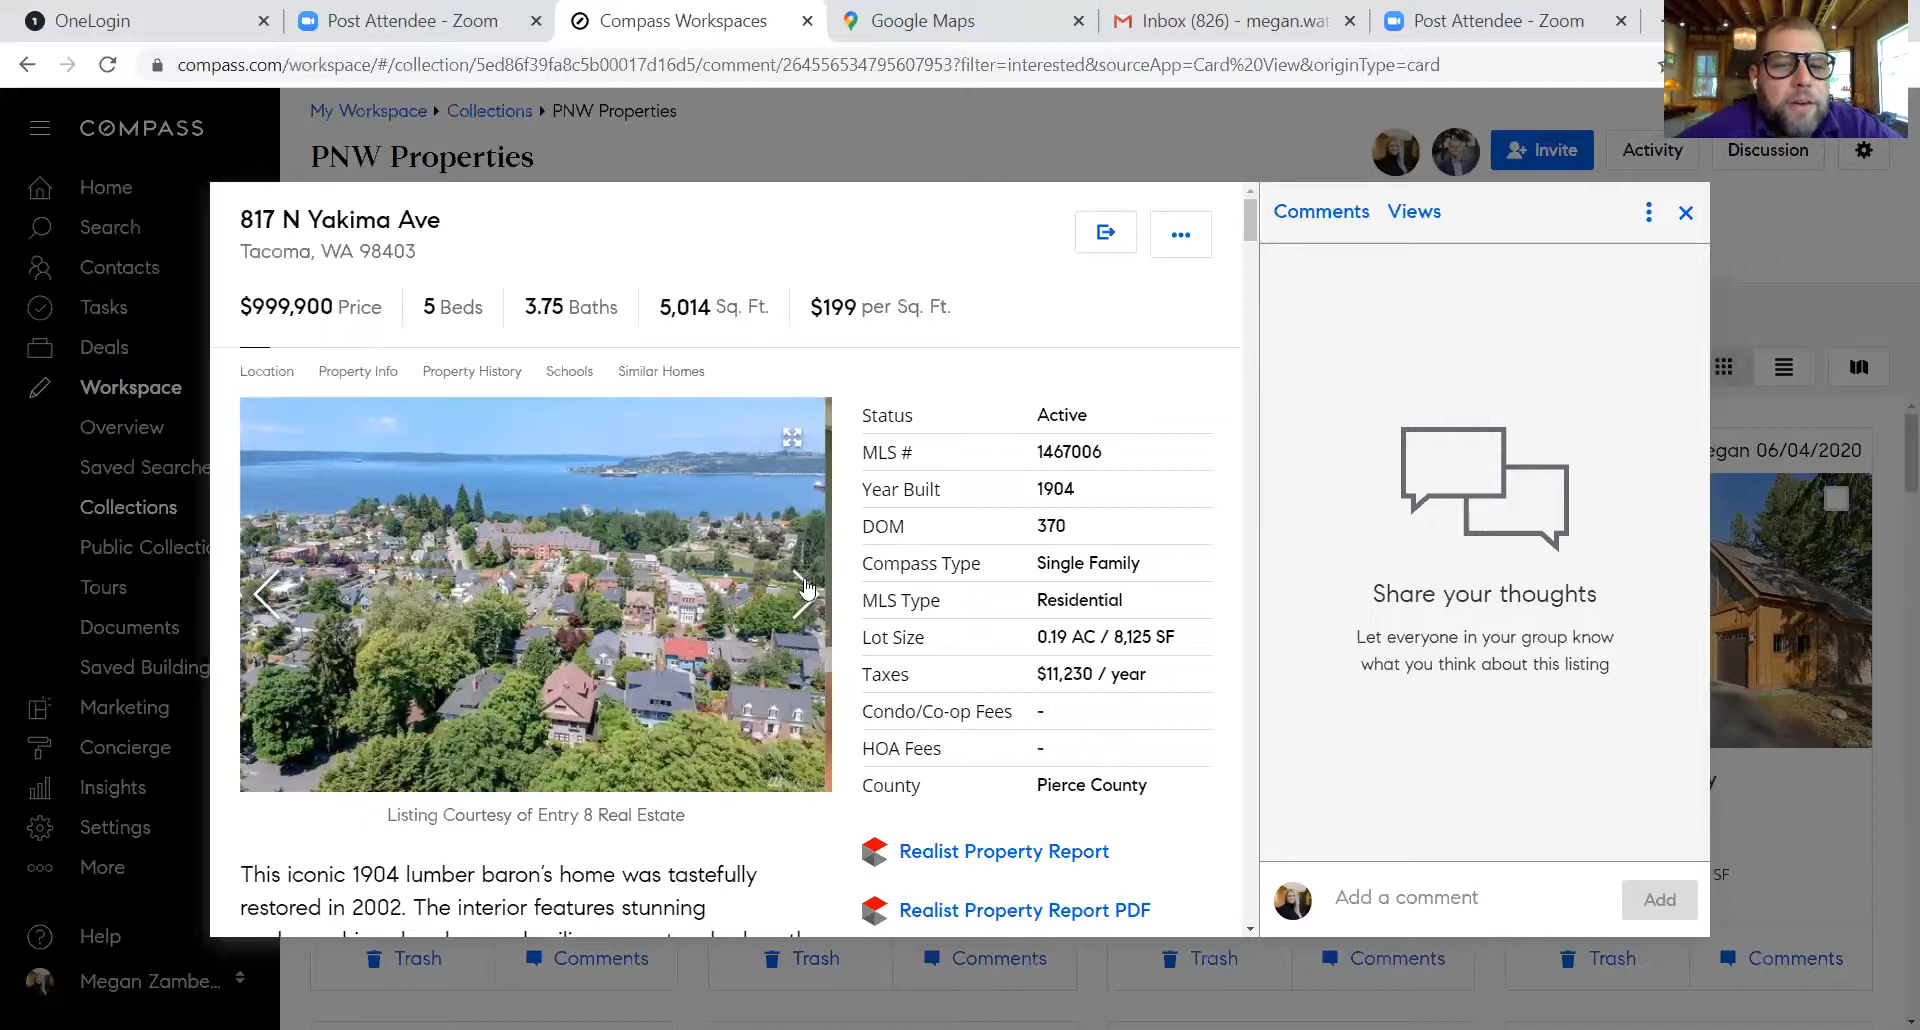 OneLogin
Post Attendee - Zoom
Compass Workspaces
Google Maps
Inbox (826) - megan.wat
Post Attendee - Zoom
compass.com/workspace/#/collection/5ed86f39fa8c5b00017d16d5/comment/264556534795607953?filter=interested&sourceApp=Card%20View&originType=card
COMPASS
Home
Search
Contacts
Tasks
Deals
Workspace
Overview
Saved Searche
Collections
Public Collectic
Tours
Documents
Saved Building
Marketing
Concierge
Insights
Settings
More
Help
Megan Zambe...
My Workspace
Collections
PNW Properties
PNW Properties
Invite
Activity
Discussion
817 N Yakima Ave
Tacoma, WA 98403
$999,900 Price
5 Beds
3.75 Baths
5,014 Sq. Ft.
$199 per Sq. Ft.
Location
Property Info
Property History
Schools
Similar Homes
Listing Courtesy of Entry 8 Real Estate
This iconic 1904 lumber baron's home was tastefully
restored in 2002. The interior features stunning
Status Active
MLS # 1467006
Year Built 1904
DOM 370
Compass Type Single Family
MLS Type Residential
Lot Size 0.19 AC / 8,125 SF
Taxes $11,230 / year
Condo/Co-op Fees -
HOA Fees -
County Pierce County
Realist Property Report
Realist Property Report PDF
Comments
Views
Share your thoughts
Let everyone in your group know
what you think about this listing
Add a comment
Add
egan 06/04/2020
SF
Trash
Comments
Trash
Comments
Trash
Comments
Trash
Comments